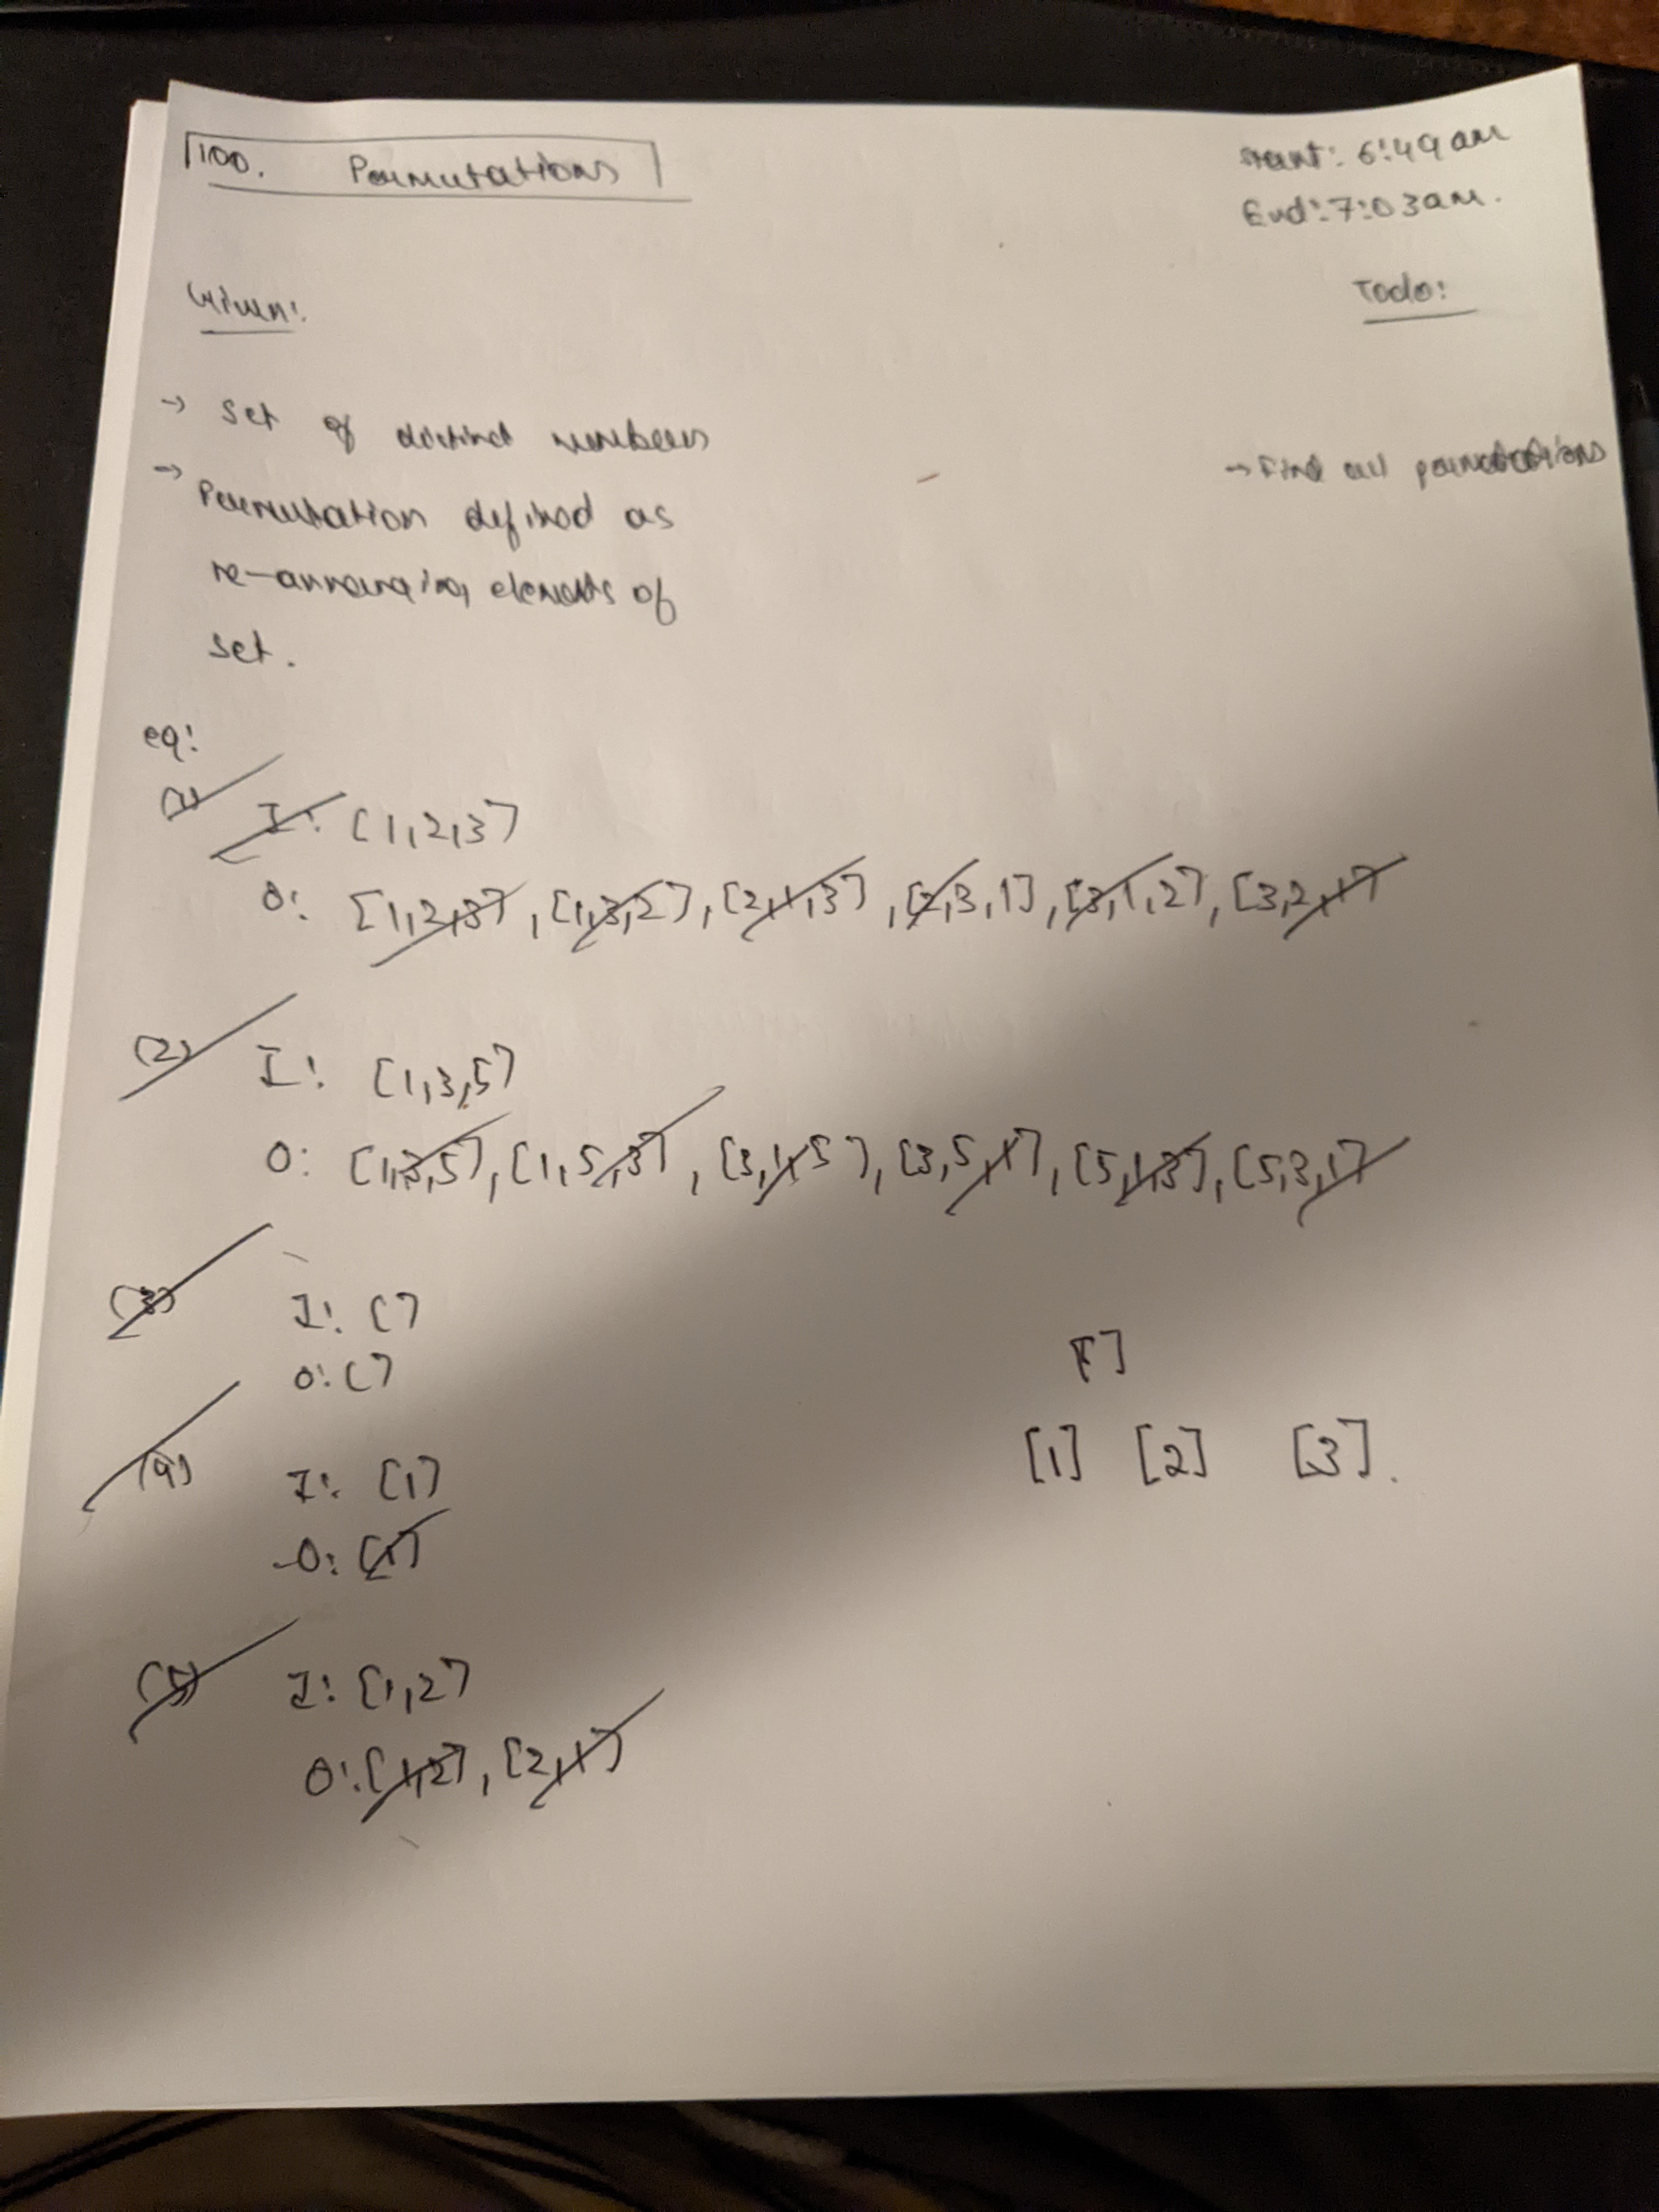 100. Permutations
Start: 6:49am
End: 7:03am.
Given:
Todo:
→ Set of distinct numbers
→ Find all permutations
→ Permutation defined as
re-arranging elements of
set.
eg:
(1) I: [1,2,3]
O: [1,2,3], [1,3,2], [2,1,3], [2,3,1], [3,1,2], [3,2,1]
(2) I: [1,3,5]
O: [1,3,5], [1,5,3], [3,1,5], [3,5,1], [5,1,3], [5,3,1]
(3) I: []
O: []
[]
[1] [2] [3].
(4) I: [1]
O: [1]
(5) I: [1,2]
O: [1,2], [2,1]